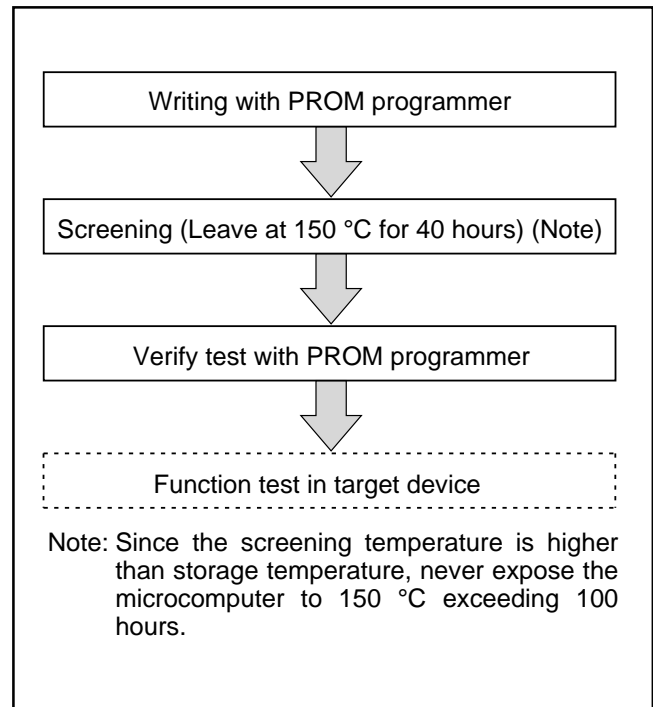 Writing with PROM programmer
Screening (Leave at 150 °C for 40 hours) (Note)
Verify test with PROM programmer
Function test in target device
Note: Since the screening temperature is higher
than storage temperature, never expose the
microcomputer to 150 °C exceeding 100
hours.